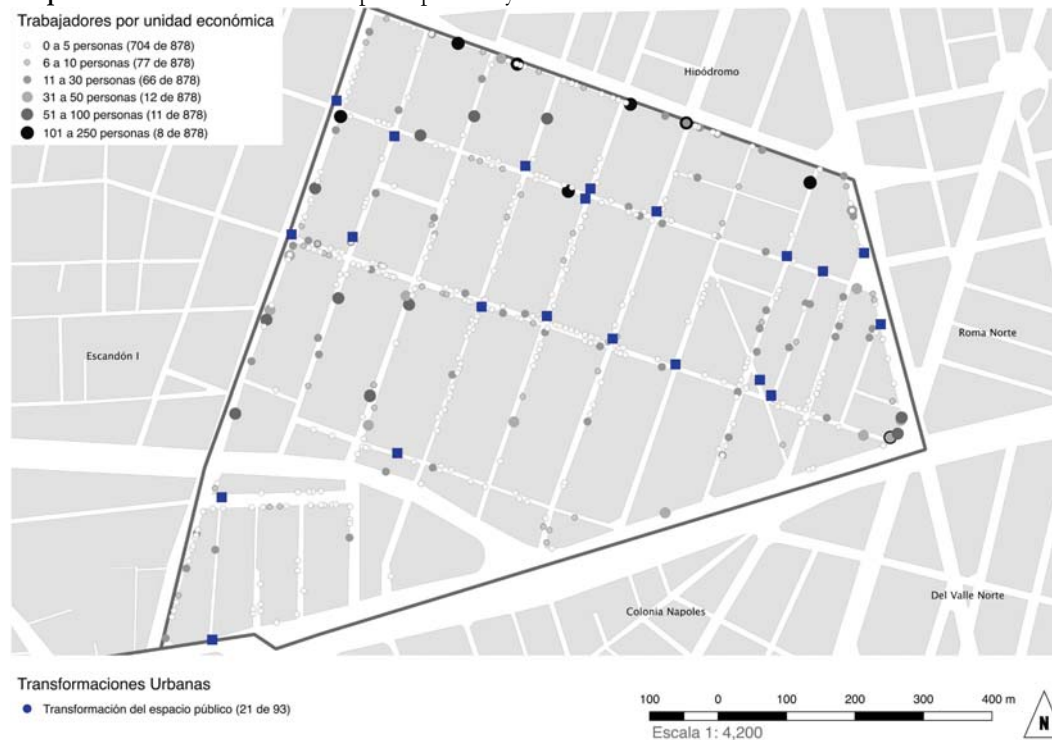 Trabajadores por unidad económica
0 a 5 personas (704 de 878)
6 a 10 personas (77 de 878)
11 a 30 personas (66 de 878)
31 a 50 personas (12 de 878)
51 a 100 personas (11 de 878)
101 a 250 personas (8 de 878)
Hipódromo
Roma Norte
Escandón I
Del Valle Norte
Colonia Napoles
Transformaciones Urbanas
Transformación del espacio público (21 de 93)
100 0 100 200 300 400 m
Escala 1: 4,200
N